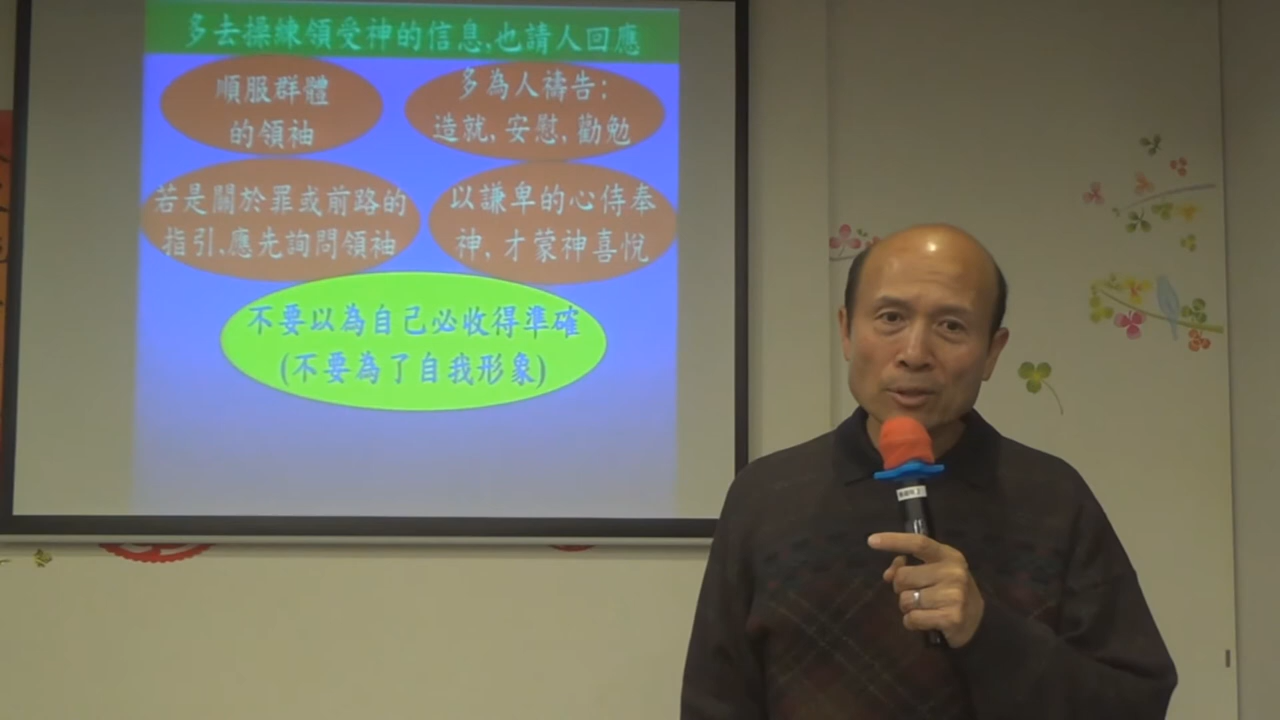 多去操練領受神的信息,也請人回應
順服群體
的領袖
多為人禱告:
造就,安慰,勸勉
若是關於罪或前路的
指引,應先詢問領袖
以謙卑的心侍奉
神,才蒙神喜悅
不要以為自己必收得準確
(不要為了自我形象)